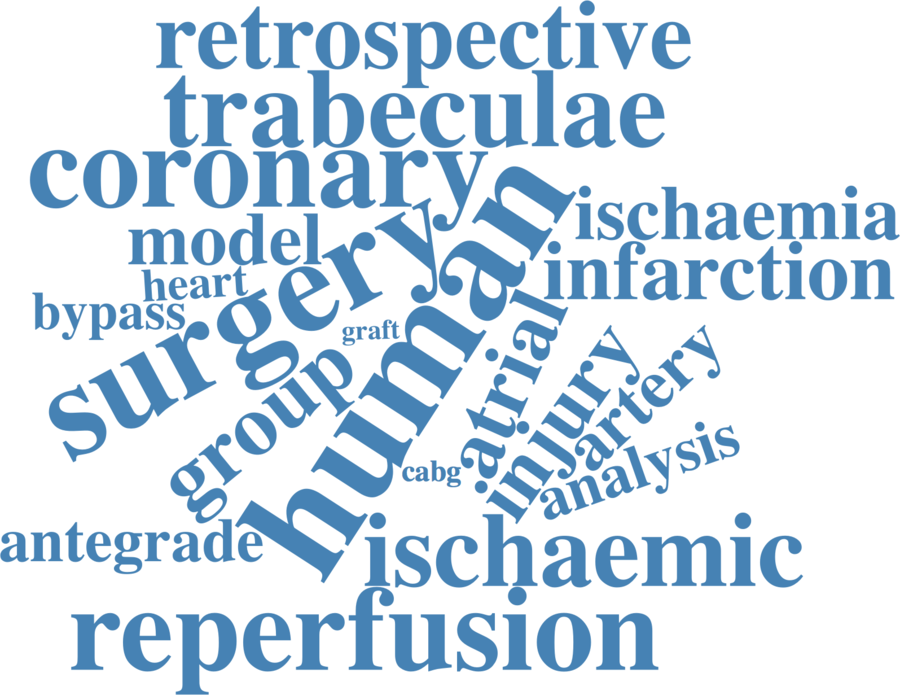 retrospective
trabeculae
coronary
ischaemia
model
infarction
heart
bypass
surgery
human
graft
atrial
injury
artery
group
cabg
analysis
antegrade
ischaemic
reperfusion